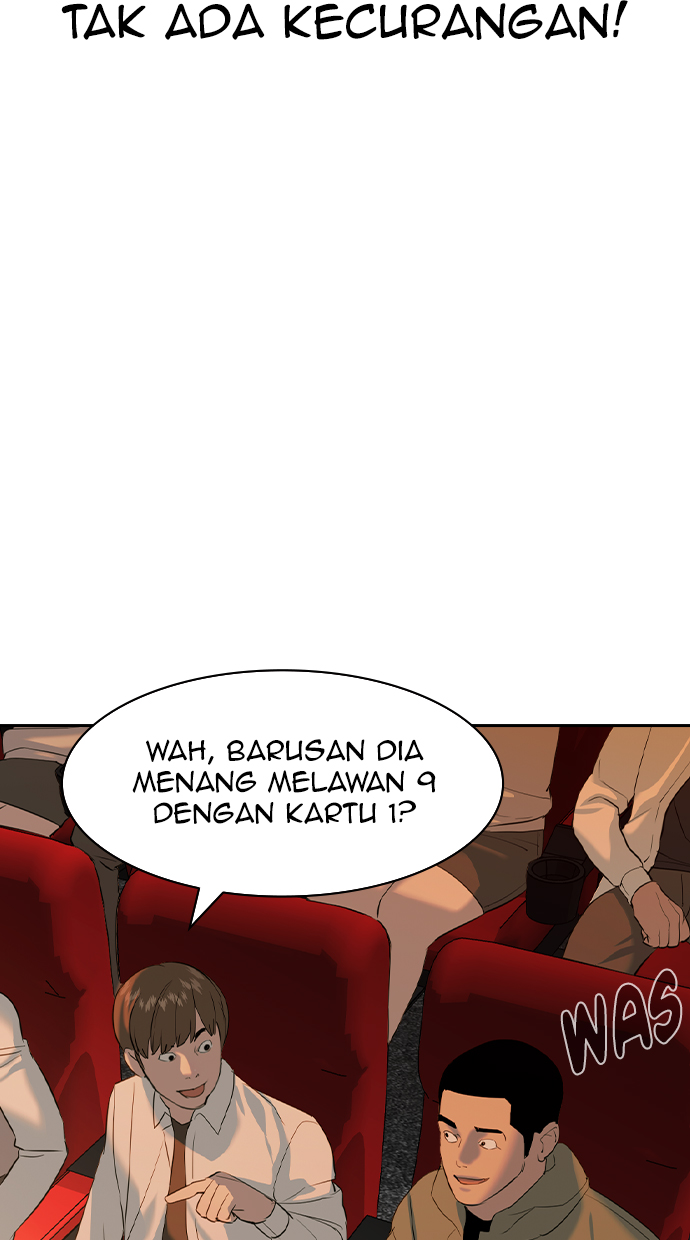 TAK ADA KECURANGAN!
WAH, BARUSAN DIA
MENANG MELAWAN 9
DENGAN KARTU 1?
WAS